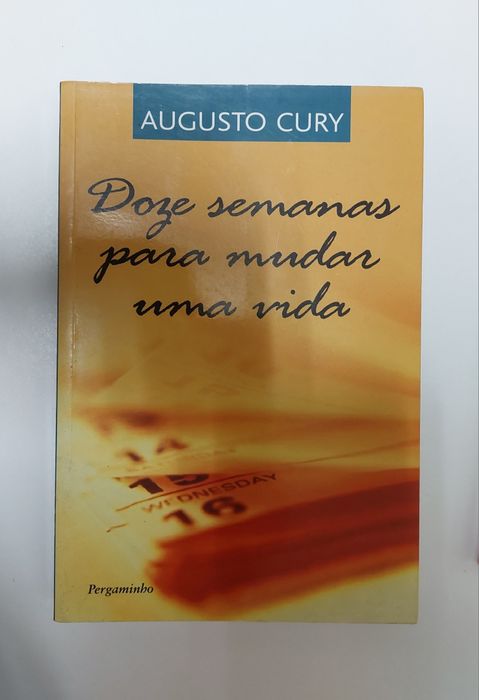 AUGUSTO CURY
Doze semanas
para mudar
uma vida
14
15
WEDNESDAY
16
Pergaminho